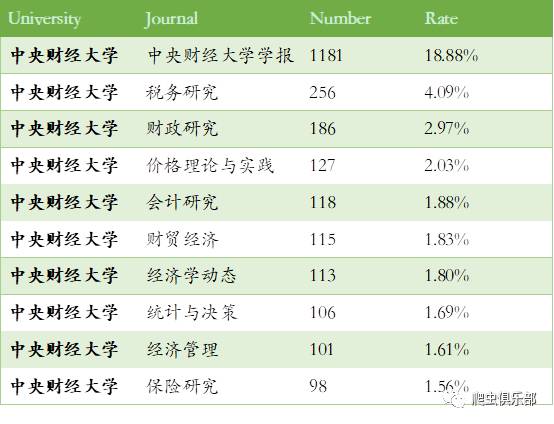 University Journal Number Rate
中央财经大学 中央财经大学学报 1181 18.88%
中央财经大学 税务研究 256 4.09%
中央财经大学 财政研究 186 2.97%
中央财经大学 价格理论与实践 127 2.03%
中央财经大学 会计研究 118 1.88%
中央财经大学 财贸经济 115 1.83%
中央财经大学 经济学动态 113 1.80%
中央财经大学 统计与决策 106 1.69%
中央财经大学 经济管理 101 1.61%
中央财经大学 保险研究 98 1.56%
爬虫俱乐部